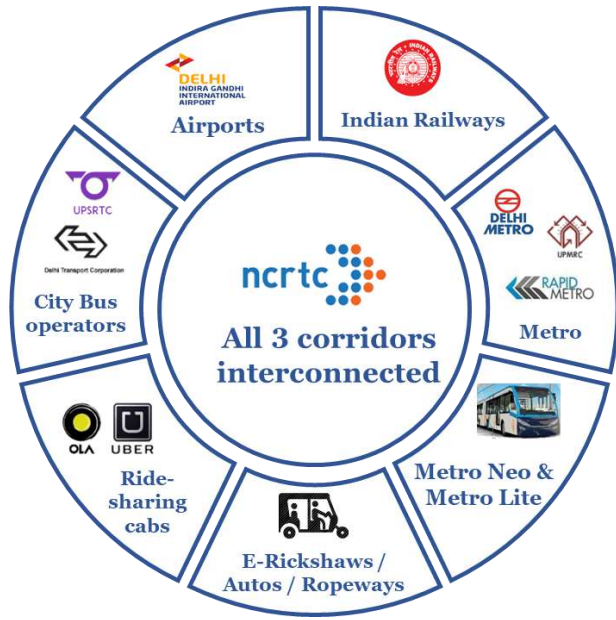 DELHI
INDIRA GANDHI
INTERNATIONAL
AIRPORT
Airports
INDIAN RAILWAYS
Indian Railways
DELHI
METRO
UPMRC
RAPID
METRO
Metro
Metro Neo &
Metro Lite
E-Rickshaws /
Autos / Ropeways
OLA
U
UBER
Ride-
sharing
cabs
UPSRTC
Delhi Transport Corporation
City Bus
operators
ncrtc
All 3 corridors
interconnected